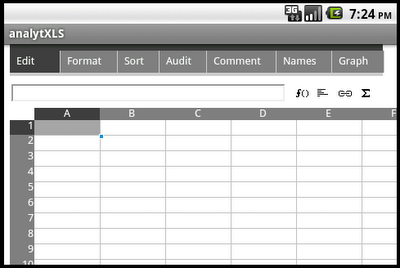 3G 7:24 PM
analytXLS
Edit Format Sort Audit Comment Names Graph
f() Σ
A B C D E F
1
2
3
4
5
6
7
8
9
10